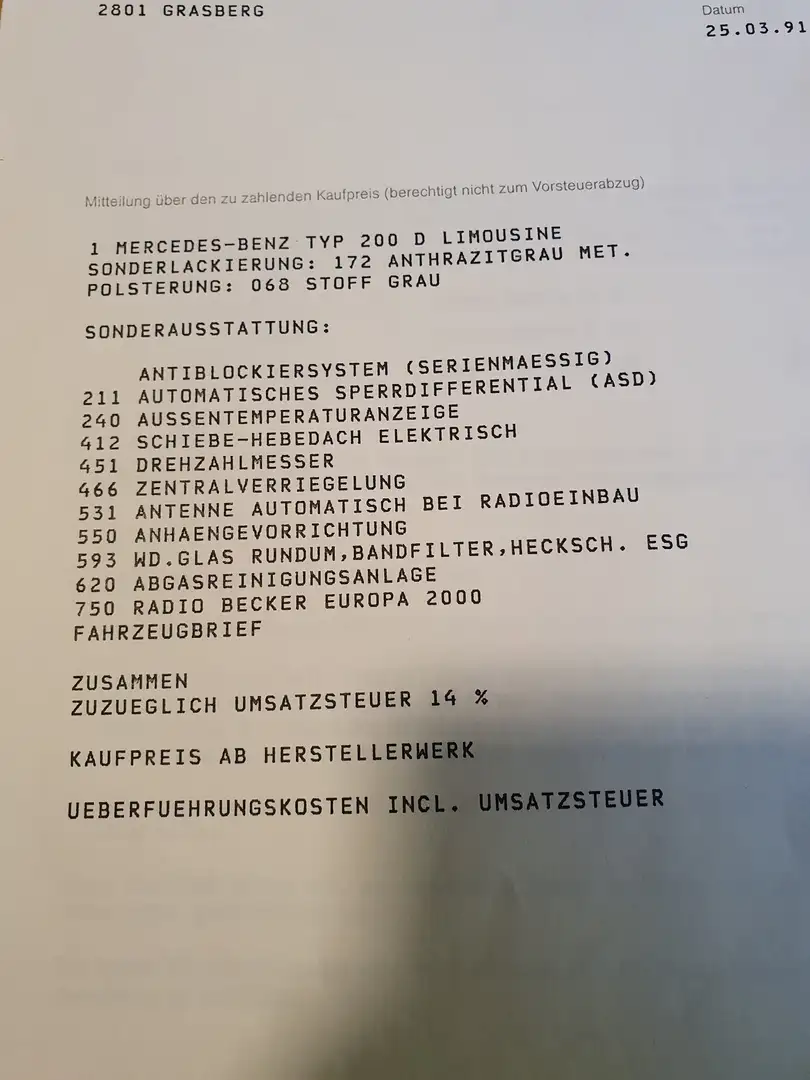 2801 GRASBERG
Datum
25.03.91
Mitteilung über den zu zahlenden Kaufpreis (berechtigt nicht zum Vorsteuerabzug)
1 MERCEDES-BENZ TYP 200 D LIMOUSINE
SONDERLACKIERUNG: 172 ANTHRAZITGRAU MET.
POLSTERUNG: 068 STOFF GRAU
SONDERAUSSTATTUNG:
ANTIBLOCKIERSYSTEM (SERIENMAESSIG)
211 AUTOMATISCHES SPERRDIFFERENTIAL (ASD)
240 AUSSENTEMPERATURANZEIGE
412 SCHIEBE-HEBEDACH ELEKTRISCH
451 DREHZAHLMESSER
466 ZENTRALVERRIEGELUNG
531 ANTENNE AUTOMATISCH BEI RADIOEINBAU
550 ANHAENGEVORRICHTUNG
593 WD.GLAS RUNDUM,BANDFILTER,HECKSCH. ESG
620 ABGASREINIGUNGSANLAGE
750 RADIO BECKER EUROPA 2000
FAHRZEUGBRIEF
ZUSAMMEN
ZUZUEGLICH UMSATZSTEUER 14 %
KAUFPREIS AB HERSTELLERWERK
UEBERFUEHRUNGSKOSTEN INCL. UMSATZSTEUER